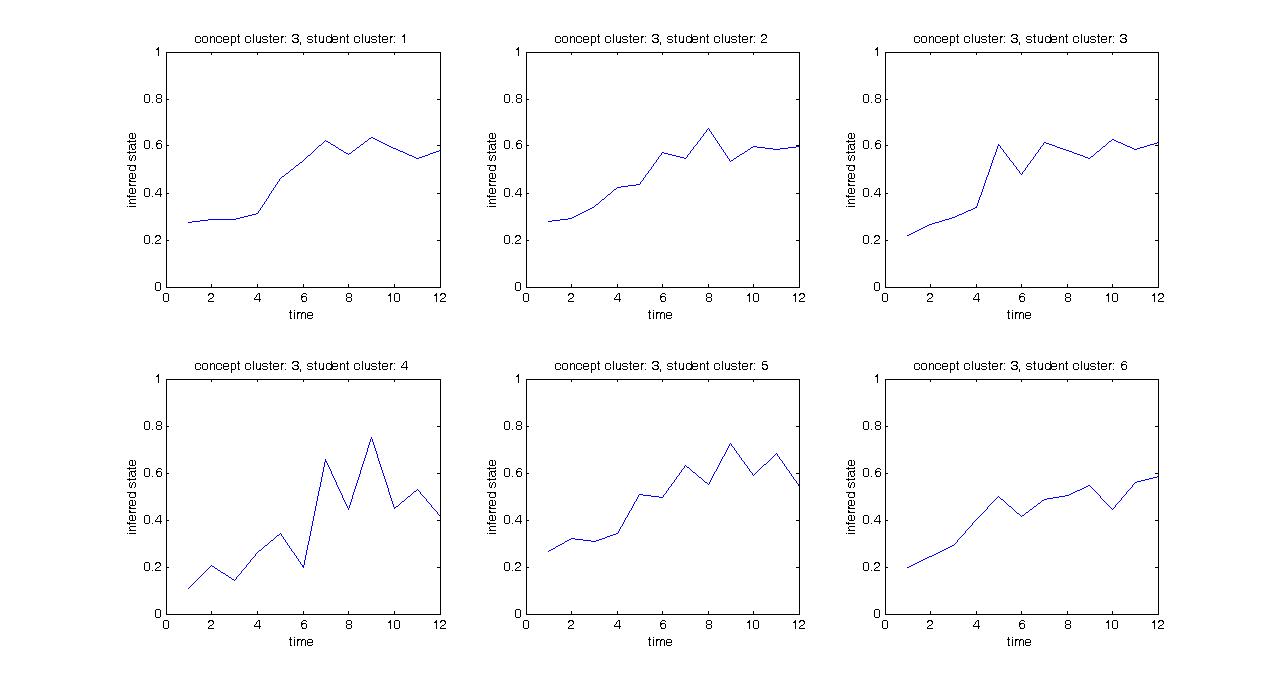 concept cluster: 3, student cluster: 1
1
0.8
0.6
0.4
0.2
0
inferred state
0 2 4 6 8 10 12
time
concept cluster: 3, student cluster: 2
1
0.8
0.6
0.4
0.2
0
inferred state
0 2 4 6 8 10 12
time
concept cluster: 3, student cluster: 3
1
0.8
0.6
0.4
0.2
0
inferred state
0 2 4 6 8 10 12
time
concept cluster: 3, student cluster: 4
1
0.8
0.6
0.4
0.2
0
inferred state
0 2 4 6 8 10 12
time
concept cluster: 3, student cluster: 5
1
0.8
0.6
0.4
0.2
0
inferred state
0 2 4 6 8 10 12
time
concept cluster: 3, student cluster: 6
1
0.8
0.6
0.4
0.2
0
inferred state
0 2 4 6 8 10 12
time